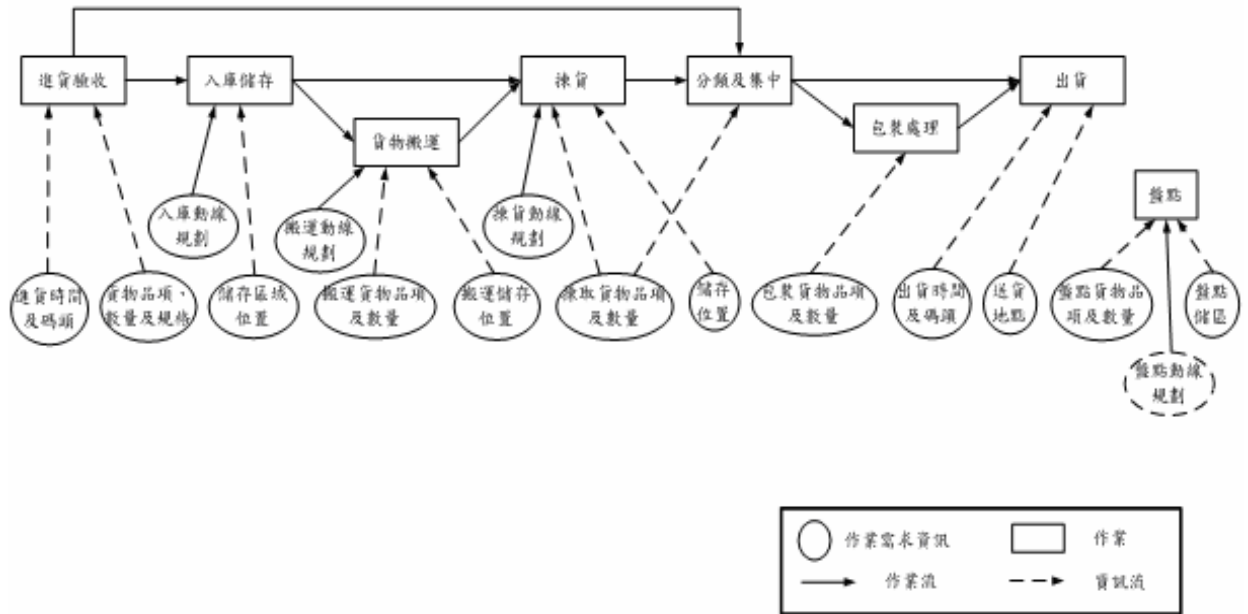 進貨驗收
入庫儲存
揀貨
分類及集中
出貨
貨物搬運
包裝處理
盤點
入庫動線
規劃
搬運動線
規劃
揀貨動線
規劃
進貨時間
及碼頭
貨物品項、
數量及規格
儲存區域
位置
搬運貨物品項
及數量
搬運儲存
位置
揀取貨物品項
及數量
儲存
位置
包裝貨物品項
及數量
出貨時間
及碼頭
送貨
地點
盤點貨物品
項及數量
盤點
儲區
盤點動線
規劃
作業需求資訊
作業
作業流
資訊流